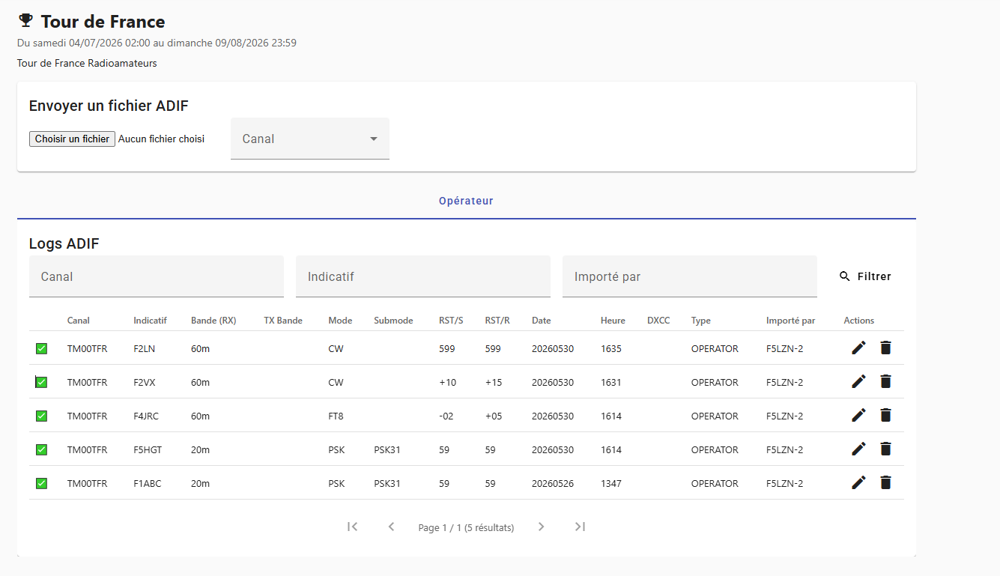 Tour de France
Du samedi 04/07/2026 02:00 au dimanche 09/08/2026 23:59
Tour de France Radioamateurs
Envoyer un fichier ADIF
Choisir un fichier Aucun fichier choisi Canal
Opérateur
Logs ADIF
Canal Indicatif Importé par Filtrer
Canal Indicatif Bande (RX) TX Bande Mode Submode RST/S RST/R Date Heure DXCC Type Importé par Actions
TM00TFR F2LN 60m CW 599 599 20260530 1635 OPERATOR F5LZN-2
TM00TFR F2VX 60m CW +10 +15 20260530 1631 OPERATOR F5LZN-2
TM00TFR F4JRC 60m FT8 -02 +05 20260530 1614 OPERATOR F5LZN-2
TM00TFR F5HGT 20m PSK PSK31 59 59 20260530 1614 OPERATOR F5LZN-2
TM00TFR F1ABC 20m PSK PSK31 59 59 20260526 1347 OPERATOR F5LZN-2
Page 1 / 1 (5 résultats)